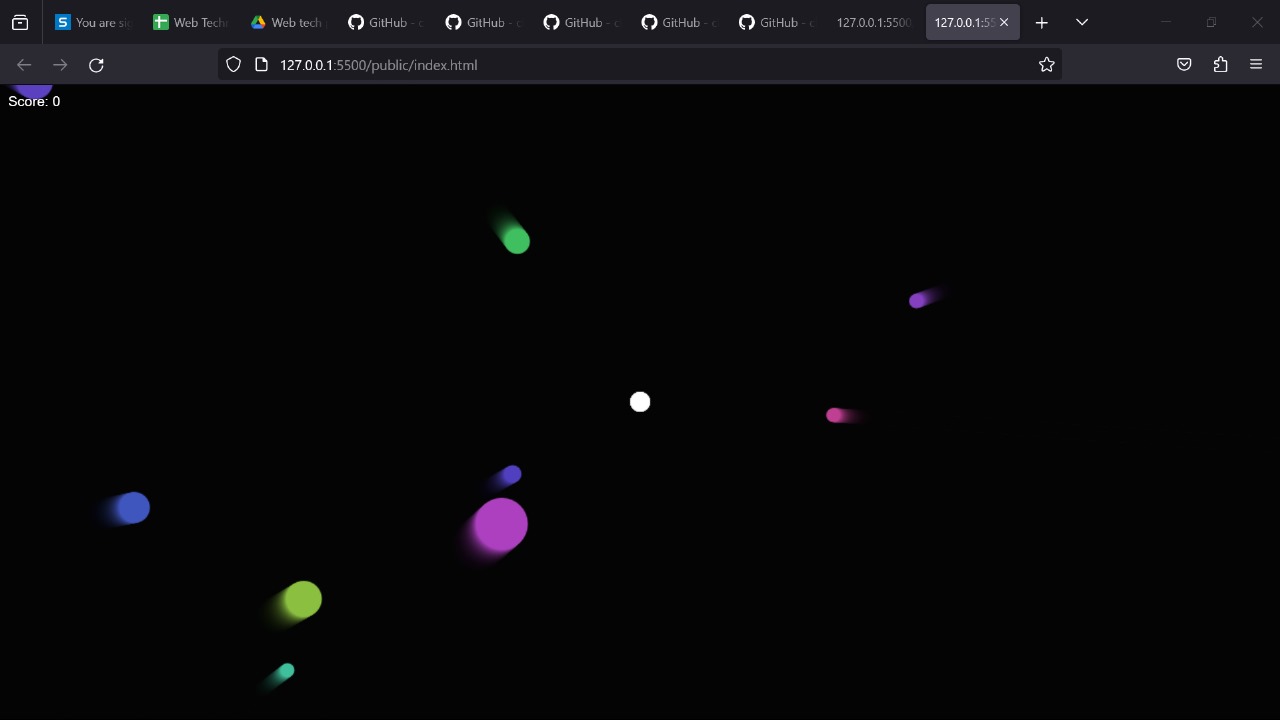 You are si
Web Tech
Web tech
GitHub -
GitHub -
GitHub -
GitHub -
GitHub -
127.0.0.1:5500
127.0.0.1:55
127.0.0.1:5500/public/index.html
Score: 0